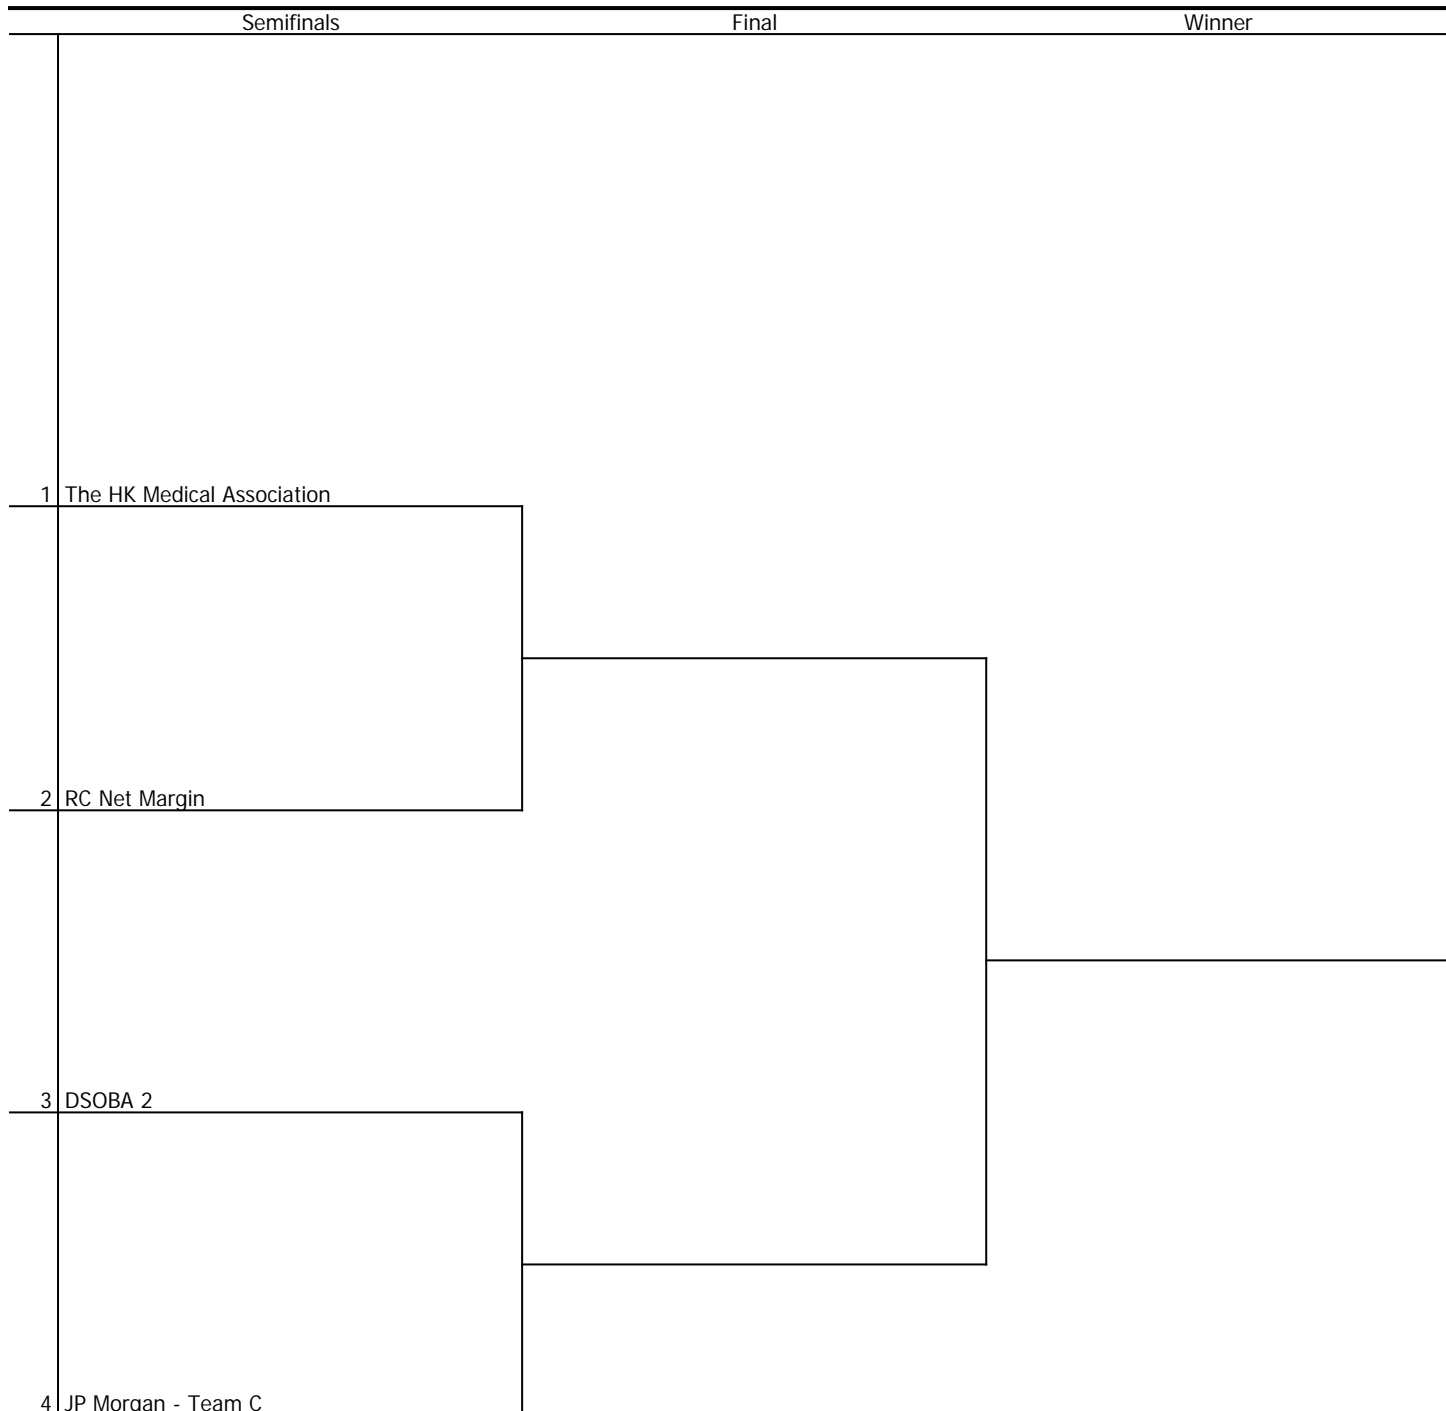 Semifinals Final Winner
1 The HK Medical Association
2 RC Net Margin
3 DSOBA 2
4 JP Morgan - Team C